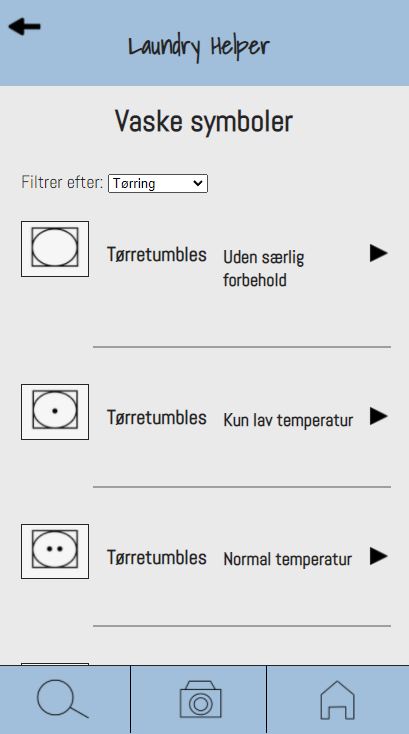 Laundry Helper
Vaske symboler
Filtrer efter: Tørring
Tørretumbles
Uden særlig
forbehold
Tørretumbles
Kun lav temperatur
Tørretumbles
Normal temperatur